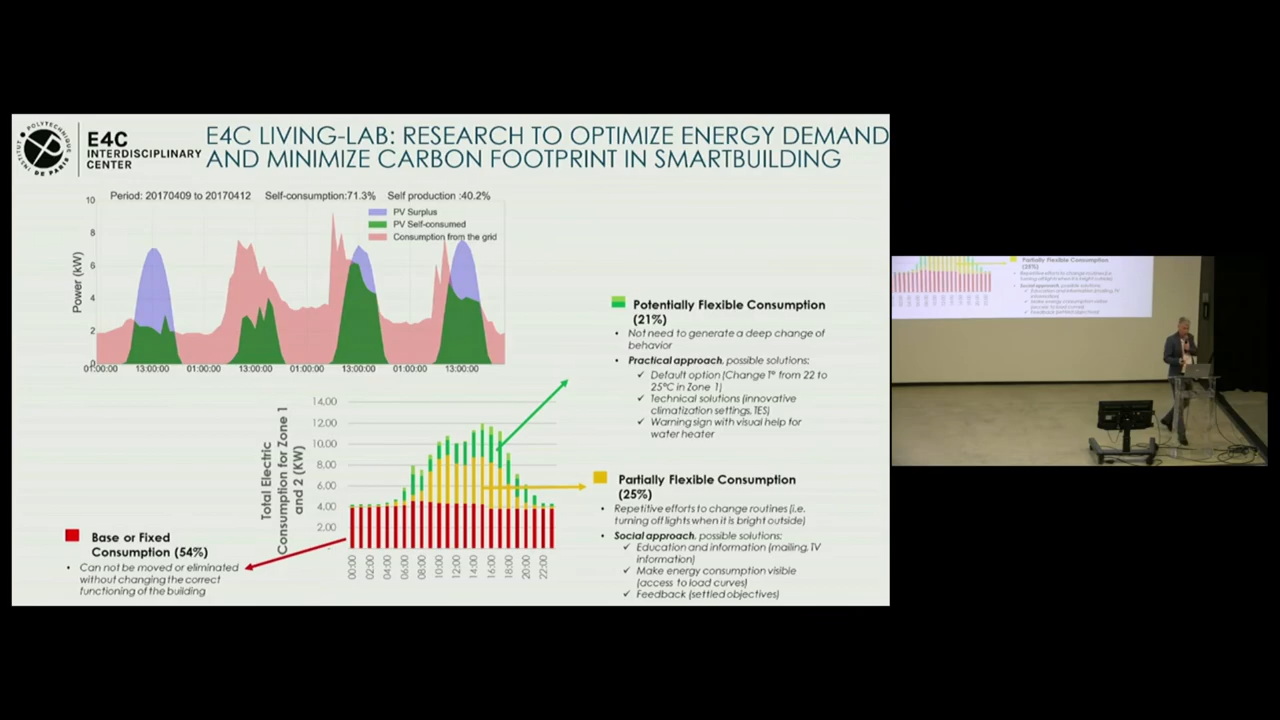 INSTITUT POLYTECHNIQUE DE PARIS
E4C
INTERDISCIPLINARY
CENTER
E4C LIVING-LAB: RESEARCH TO OPTIMIZE ENERGY DEMAND
AND MINIMIZE CARBON FOOTPRINT IN SMARTBUILDING
Period: 20170409 to 20170412 Self-consumption:71.3% Self production :40.2%
PV Surplus
PV Self-consumed
Consumption from the grid
Power (kW)
10
8
6
4
2
0
01:00:00 13:00:00 01:00:00 13:00:00 01:00:00 13:00:00 01:00:00 13:00:00
Potentially Flexible Consumption
(21%)
• Not need to generate a deep change of
behavior
• Practical approach, possible solutions:
✓ Default option (Change 1° from 22 to
25°C in Zone 1)
✓ Technical solutions (innovative
climatization settings, TES)
✓ Warning sign with visual help for
water heater
Total Electric
Consumption for Zone 1
and 2 (KW)
14,00
12,00
10,00
8,00
6,00
4,00
2,00
-
00:00 02:00 04:00 06:00 08:00 10:00 12:00 14:00 16:00 18:00 20:00 22:00
Partially Flexible Consumption
(25%)
• Repetitive efforts to change routines (i.e.
turning off lights when it is bright outside)
• Social approach, possible solutions:
✓ Education and information (mailing, TV
information)
✓ Make energy consumption visible
(access to load curves)
✓ Feedback (settled objectives)
Base or Fixed
Consumption (54%)
• Can not be moved or eliminated
without changing the correct
functioning of the building
Partially Flexible Consumption
(25%)